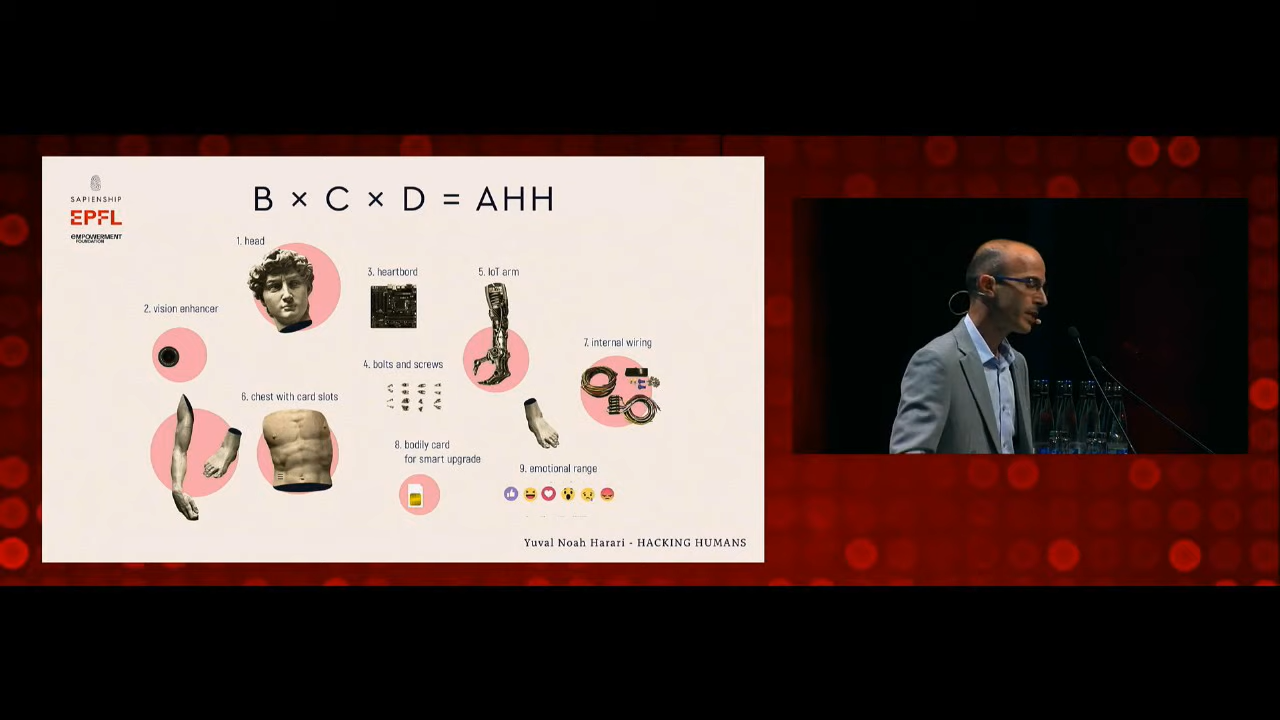 SAPIENSHIP
EPFL
EMPOWERMENT
FOUNDATION
B × C × D = AHH
1. head
2. vision enhancer
3. heartbord
4. bolts and screws
5. IoT arm
6. chest with card slots
7. internal wiring
8. bodily card
for smart upgrade
9. emotional range
Yuval Noah Harari - HACKING HUMANS